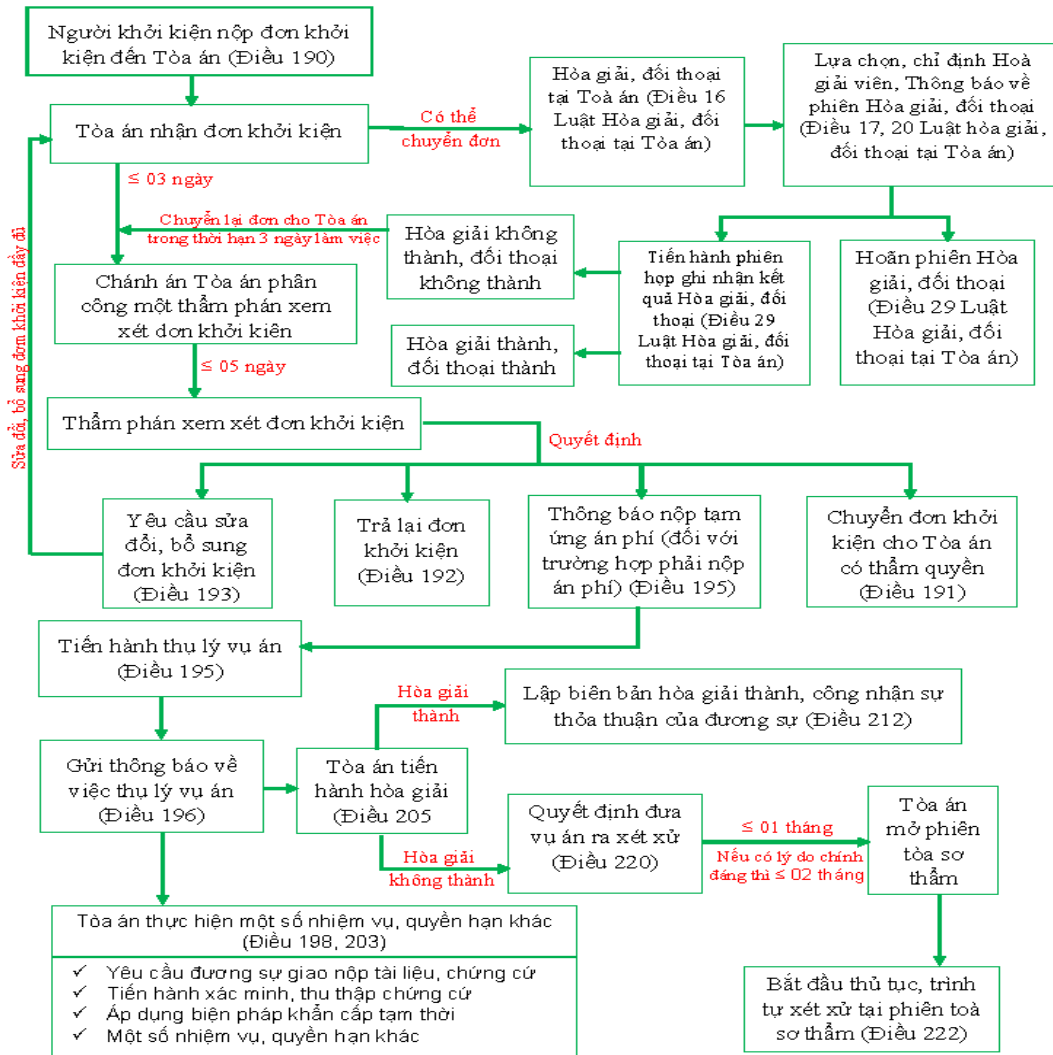 Người khởi kiện nộp đơn khởi
kiện đến Tòa án (Điều 190)
Tòa án nhận đơn khởi kiện
Có thể
chuyển đơn
Hòa giải, đối thoại
tại Toà án (Điều 16
Luật Hòa giải, đối
thoại tại Tòa án)
Lựa chọn, chỉ định Hoà
giải viên, Thông báo về
phiên Hòa giải, đối thoại
(Điều 17, 20 Luật hòa giải,
đối thoại tại Tòa án)
≤ 03 ngày
Chuyển lại đơn cho Tòa án
trong thời hạn 3 ngày làm việc
Hòa giải không
thành, đối thoại
không thành
Tiến hành phiên
họp ghi nhận kết
quả Hòa giải, đối
thoại (Điều 29
Luật Hòa giải, đối
thoại tại Tòa án)
Hoãn phiên Hòa
giải, đối thoại
(Điều 29 Luật
Hòa giải, đối
thoại tại Tòa án)
Chánh án Tòa án phân
công một thẩm phán xem
xét dơn khởi kiên
Hòa giải thành,
đối thoại thành
≤ 05 ngày
Thẩm phán xem xét đơn khởi kiện
Quyết định
Sửa đổi, bổ sung đơm khởi kiện đầy đủ
Yêu cầu sửa
đổi, bổ sung
đơn khởi kiện
(Điều 193)
Trả lại đơn
khởi kiện
(Điều 192)
Thông báo nộp tạm
ứng án phí (đối với
trường hợp phải nộp
án phí) (Điều 195)
Chuyển đơn khởi
kiện cho Tòa án
có thẩm quyền
(Điều 191)
Tiến hành thụ lý vụ án
(Điều 195)
Hòa giải
thành
Lập biên bản hòa giải thành, công nhận sự
thỏa thuận của đương sự (Điều 212)
Gửi thông báo về
việc thụ lý vụ án
(Điều 196)
Tòa án tiến
hành hòa giải
(Điều 205
Hòa giải
không thành
Quyết định đưa
vụ án ra xét xử
(Điều 220)
≤ 01 tháng
Nếu có lý do chính
đáng thì ≤ 02 tháng
Tòa án
mở phiên
tòa sơ
thẩm
Tòa án thực hiện một số nhiệm vụ, quyền hạn khác
(Điều 198, 203)
✓ Yêu cầu đương sự giao nộp tài liệu, chứng cứ
✓ Tiến hành xác minh, thu thập chứng cứ
✓ Áp dụng biện pháp khẩn cấp tạm thời
✓ Một số nhiệm vụ, quyền hạn khác
Bắt đầu thủ tục, trình
tự xét xử tại phiên toà
sơ thẩm (Điều 222)